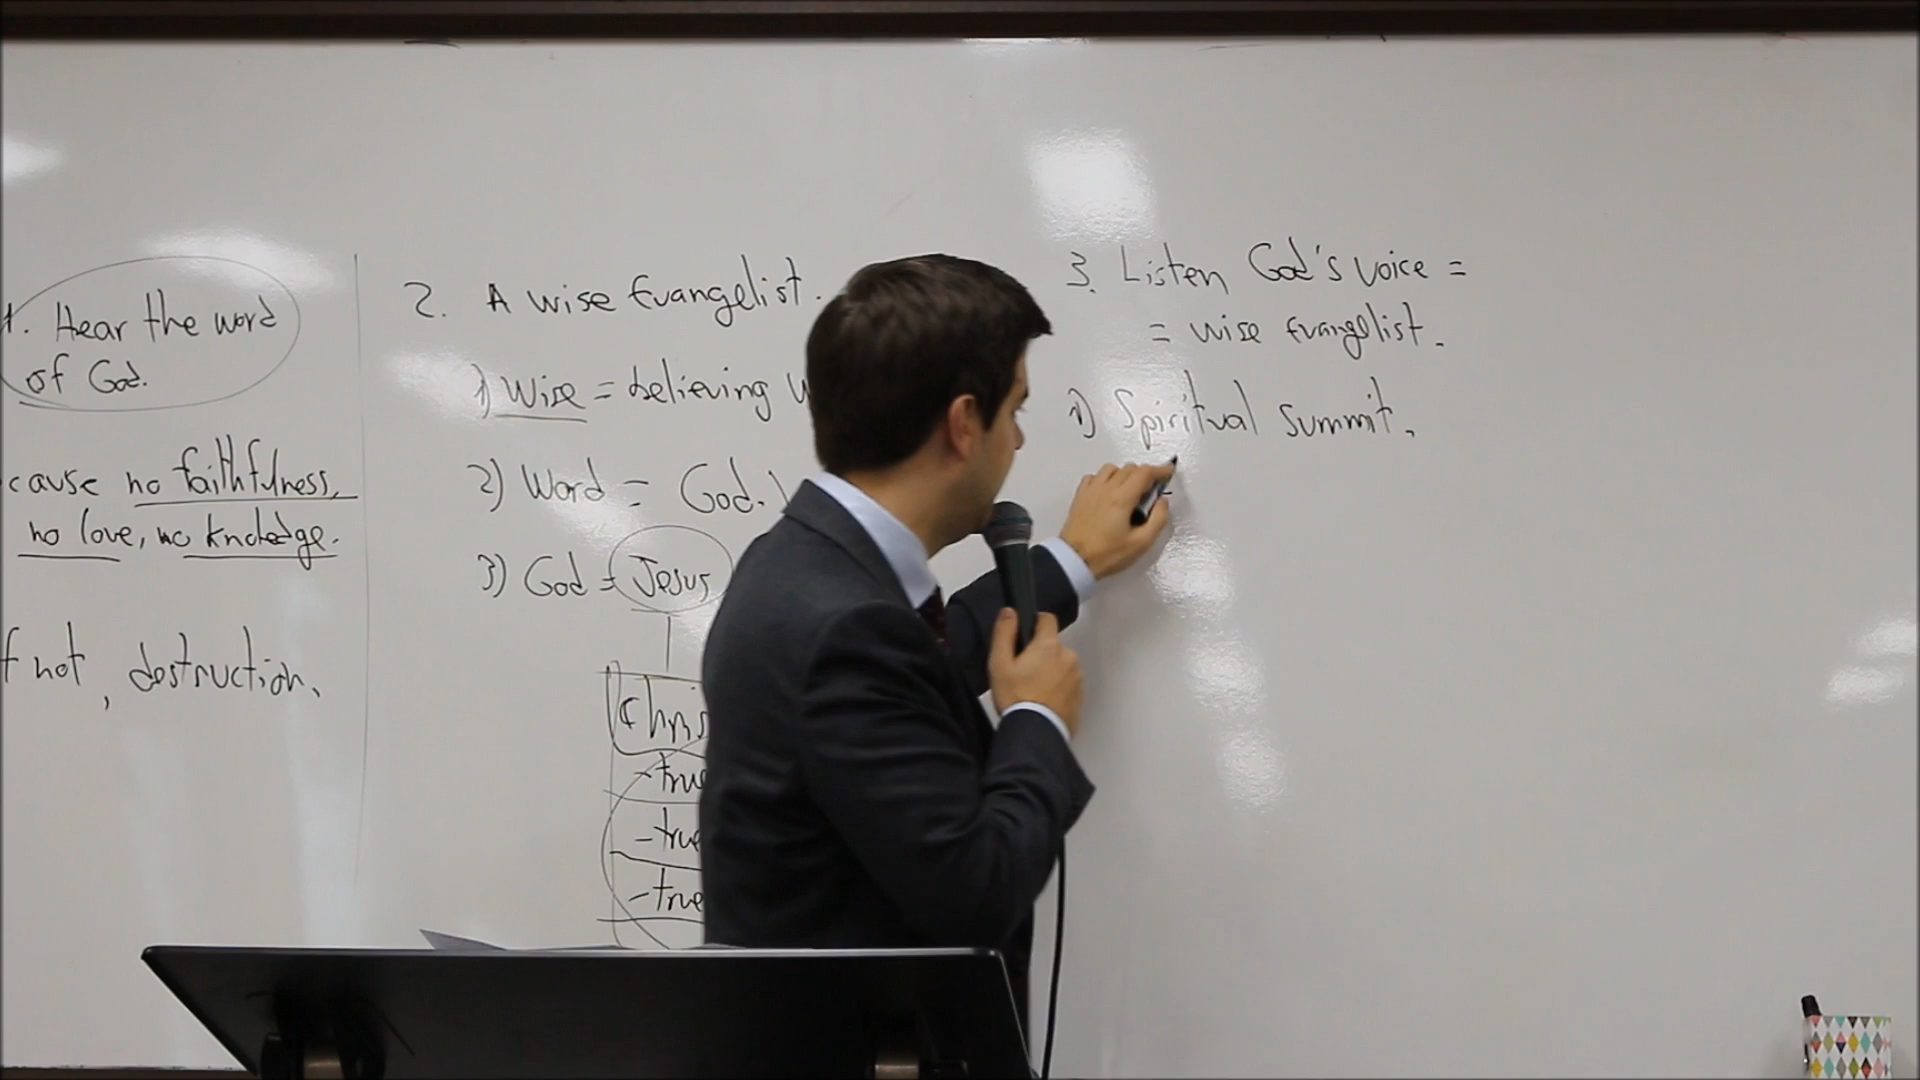 1. Hear the word
of God.
cause no faithfulness,
no love, no knoledge.
f not, destruction,
2. A wise Evangelist.
1) Wise = believing W
2) Word = God.
3) God = Jesus
Chris
- true
- true
- true
3. Listen God's voice =
= wise Evangelist.
1) Spiritual summit.